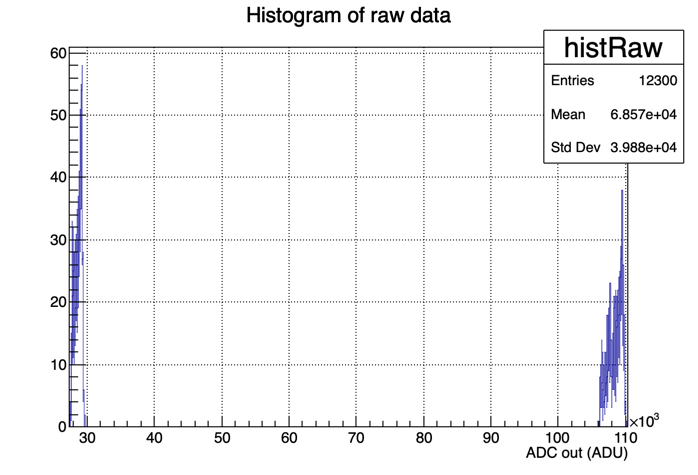 Histogram of raw data
histRaw
Entries 12300
Mean 6.857e+04
Std Dev 3.988e+04
60
50
40
30
20
10
0
30 40 50 60 70 80 90 100 110
×10³
ADC out (ADU)